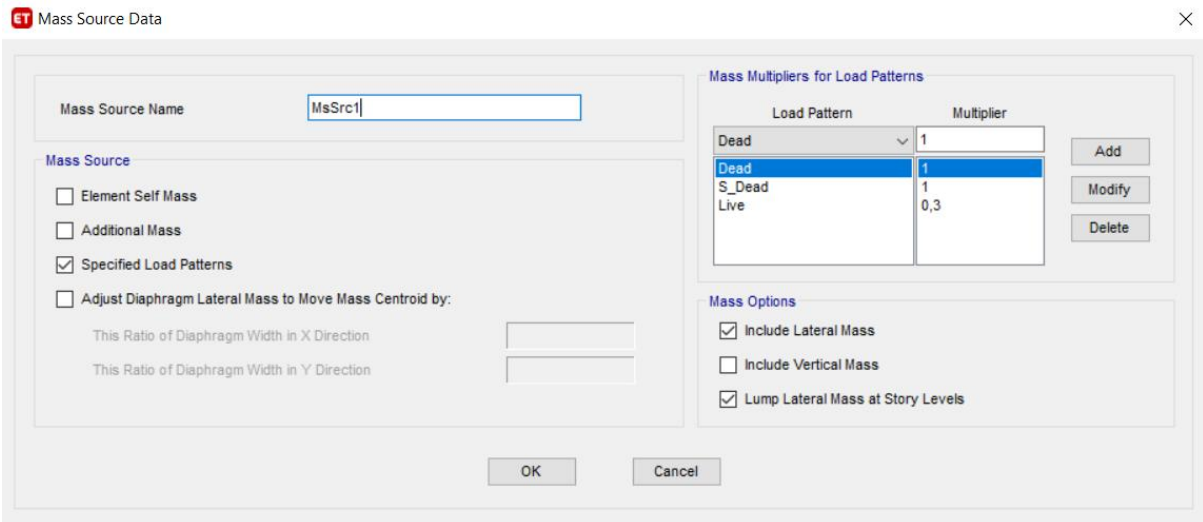 ET Mass Source Data
Mass Source Name MsSrc1
Mass Source
Element Self Mass
Additional Mass
Specified Load Patterns
Adjust Diaphragm Lateral Mass to Move Mass Centroid by:
This Ratio of Diaphragm Width in X Direction
This Ratio of Diaphragm Width in Y Direction
Mass Multipliers for Load Patterns
Load Pattern Multiplier
Dead 1
Dead 1
S_Dead 1
Live 0,3
Add
Modify
Delete
Mass Options
Include Lateral Mass
Include Vertical Mass
Lump Lateral Mass at Story Levels
OK Cancel